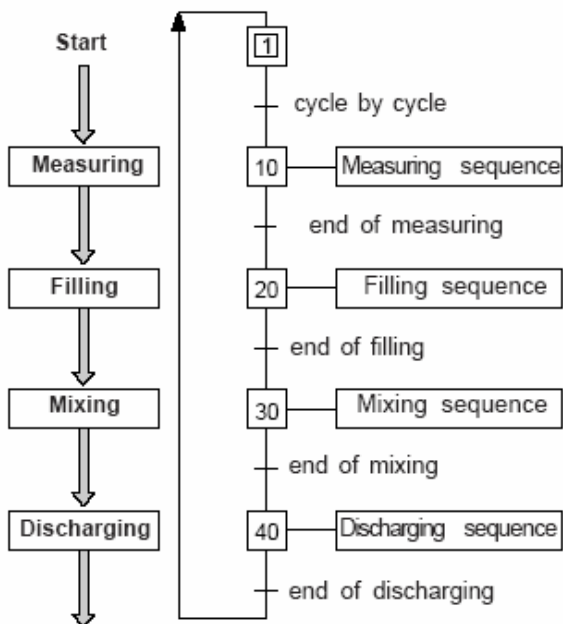 Start
1
cycle by cycle
Measuring
10
Measuring sequence
end of measuring
Filling
20
Filling sequence
end of filling
Mixing
30
Mixing sequence
end of mixing
Discharging
40
Discharging sequence
end of discharging